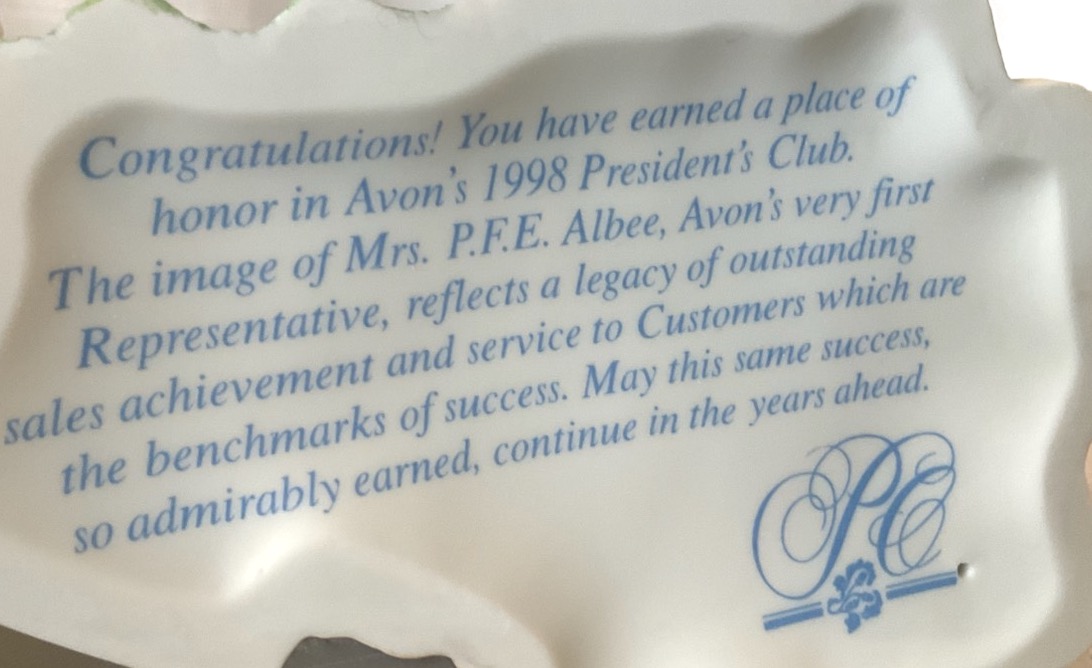 Congratulations! You have earned a place of
honor in Avon's 1998 President's Club.
The image of Mrs. P.F.E. Albee, Avon's very first
Representative, reflects a legacy of outstanding
sales achievement and service to Customers which are
the benchmarks of success. May this same success,
so admirably earned, continue in the years ahead.
PC